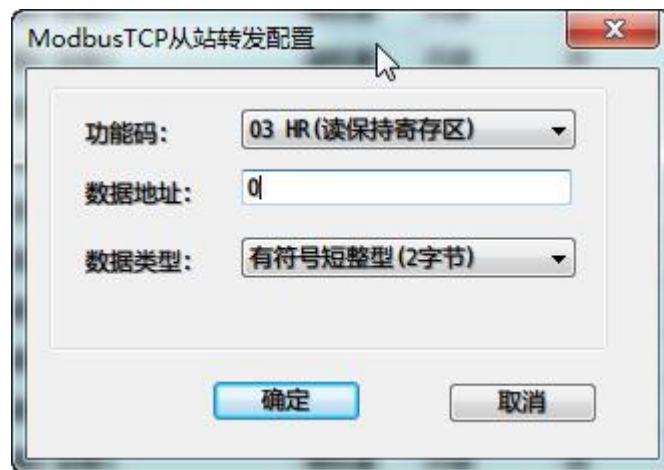 ModbusTCP从站转发配置
功能码： 03 HR(读保持寄存区)
数据地址： 0
数据类型： 有符号短整型(2字节)
确定 取消